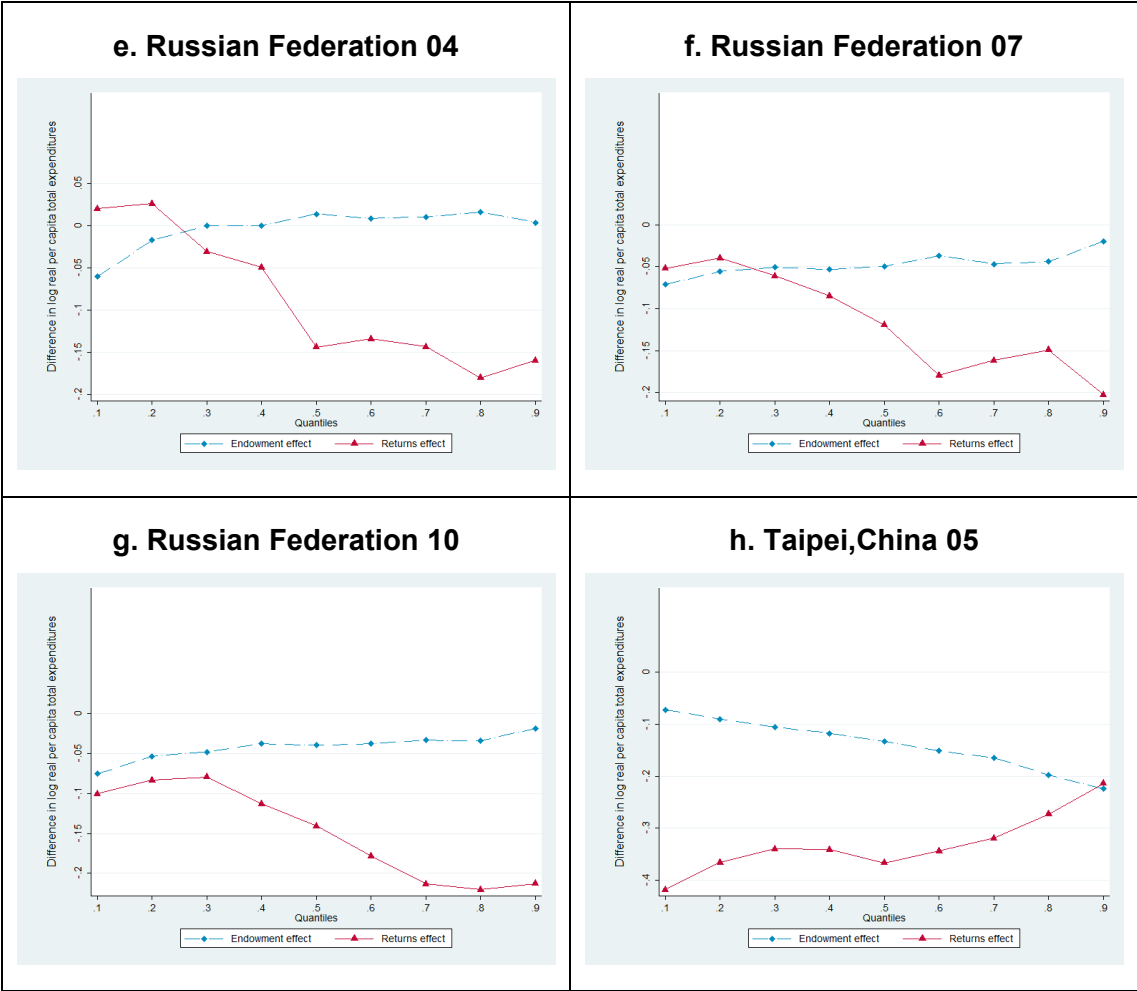 e. Russian Federation 04
Difference in log real per capita total expenditures
.05
0
-.05
-.1
-.15
-.2
.1 .2 .3 .4 .5 .6 .7 .8 .9
Quantiles
Endowment effect Returns effect
f. Russian Federation 07
Difference in log real per capita total expenditures
0
-.05
-.1
-.15
-.2
.1 .2 .3 .4 .5 .6 .7 .8 .9
Quantiles
Endowment effect Returns effect
g. Russian Federation 10
Difference in log real per capita total expenditures
0
-.05
-.1
-.15
-.2
.1 .2 .3 .4 .5 .6 .7 .8 .9
Quantiles
Endowment effect Returns effect
h. Taipei,China 05
Difference in log real per capita total expenditures
0
-.1
-.2
-.3
-.4
.1 .2 .3 .4 .5 .6 .7 .8 .9
Quantiles
Endowment effect Returns effect